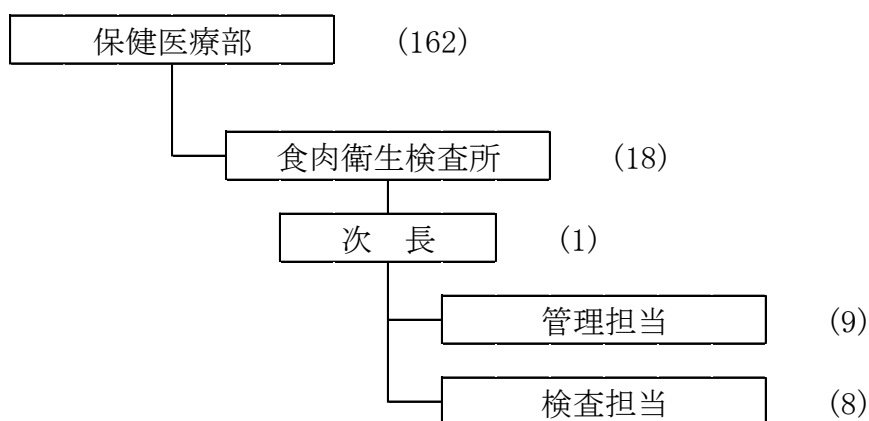 保健医療部 (162)
食肉衛生検査所 (18)
次 長 (1)
管理担当 (9)
検査担当 (8)